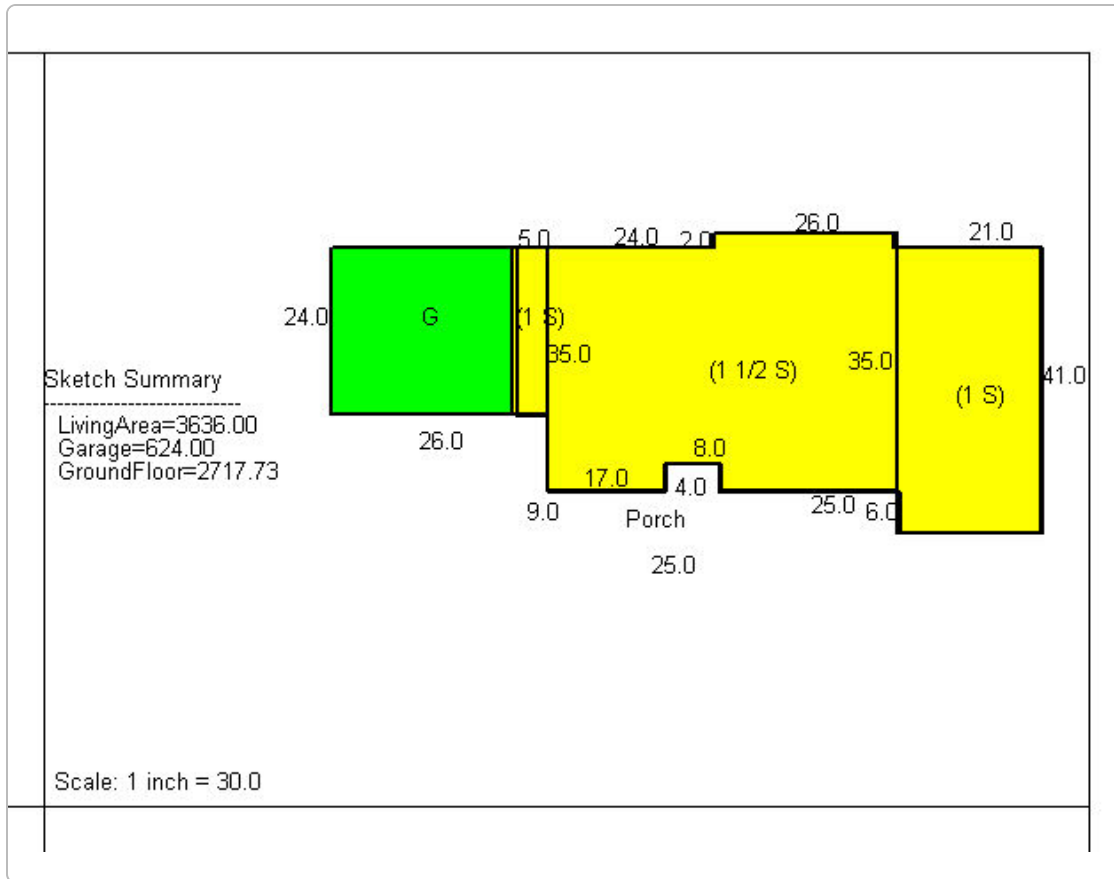 26.0
5.0
24.0
2.0
21.0
24.0
G
(1 S)
35.0
(1 1/2 S)
35.0
41.0
(1 S)
Sketch Summary
---------------------------
LivingArea=3636.00
Garage=624.00
GroundFloor=2717.73
26.0
8.0
17.0
4.0
25.0
6.0
9.0
Porch
25.0
Scale: 1 inch = 30.0